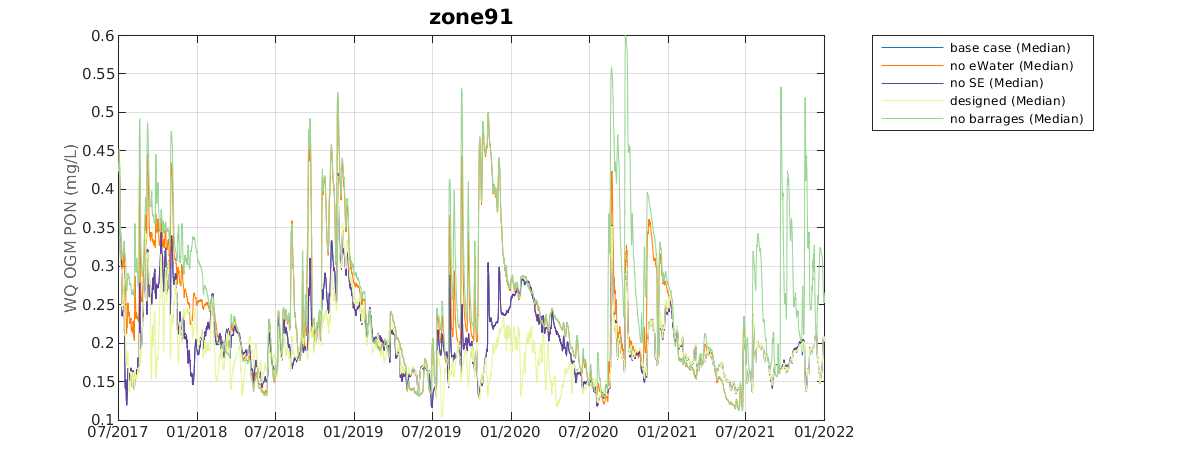 zone91
WQ OGM PON (mg/L)
0.6
0.55
0.5
0.45
0.4
0.35
0.3
0.25
0.2
0.15
0.1
07/2017 01/2018 07/2018 01/2019 07/2019 01/2020 07/2020 01/2021 07/2021 01/2022
base case (Median)
no eWater (Median)
no SE (Median)
designed (Median)
no barrages (Median)